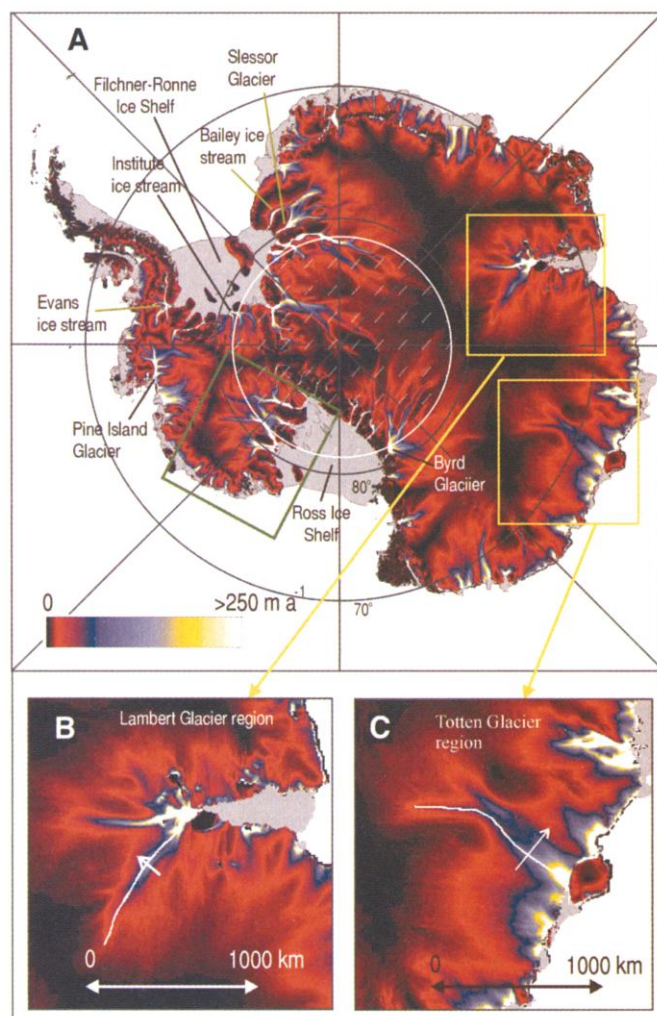 A
Slessor
Glacier
Filchner-Ronne
Ice Shelf
Bailey ice
stream
Institute
ice stream
Evans
ice stream
Pine Island
Glacier
Byrd
Glaciier
80°
Ross Ice
Shelf
70°
0 >250 m a⁻¹
B
Lambert Glacier region
0 1000 km
C
Totten Glacier
region
0 1000 km